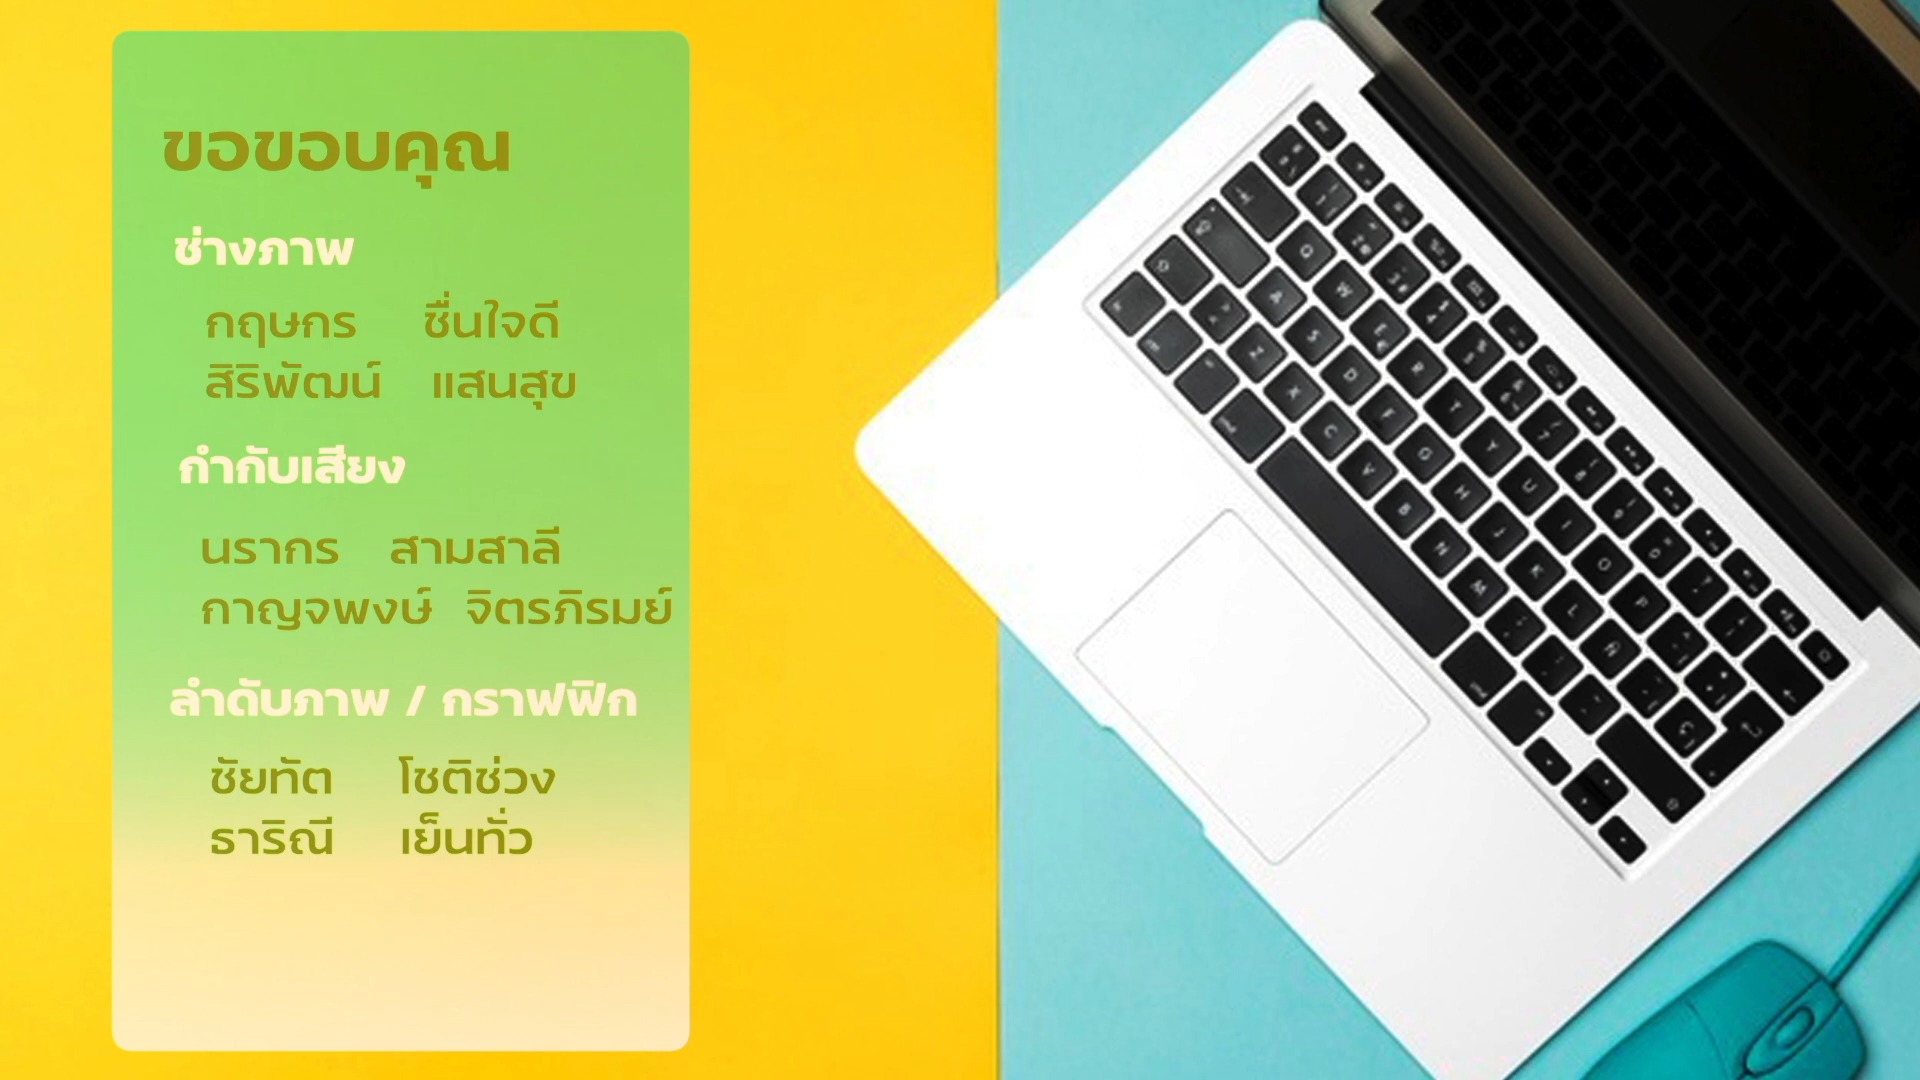 ขอขอบคุณ
ช่างภาพ
กฤษกร ชื่นใจดี
สิริพัฒน์ แสนสุข
กำกับเสียง
นรากร สามสาลี
กาญจพงษ์ จิตรภิรมย์
ลำดับภาพ / กราฟฟิก
ชัยทัต โชติช่วง
ธาริณี เย็นทั่ว